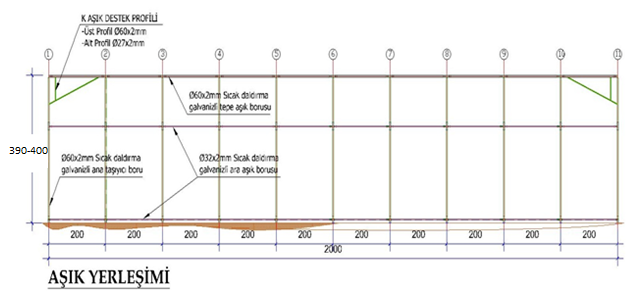 K AŞIK DESTEK PROFİLİ
-Üst Profil Ø60x2mm
-Alt Profil Ø27x2mm
1 2 3 4 5 6 7 8 9 10 11
Ø60x2mm Sıcak daldırma
galvanizli tepe aşık borusu
390-400
Ø60x2mm Sıcak daldırma
galvanizli ana taşıyıcı boru
Ø32x2mm Sıcak daldırma
galvanizli ara aşık borusu
200 200 200 200 200 200 200 200 200 200
2000
AŞIK YERLEŞİMİ